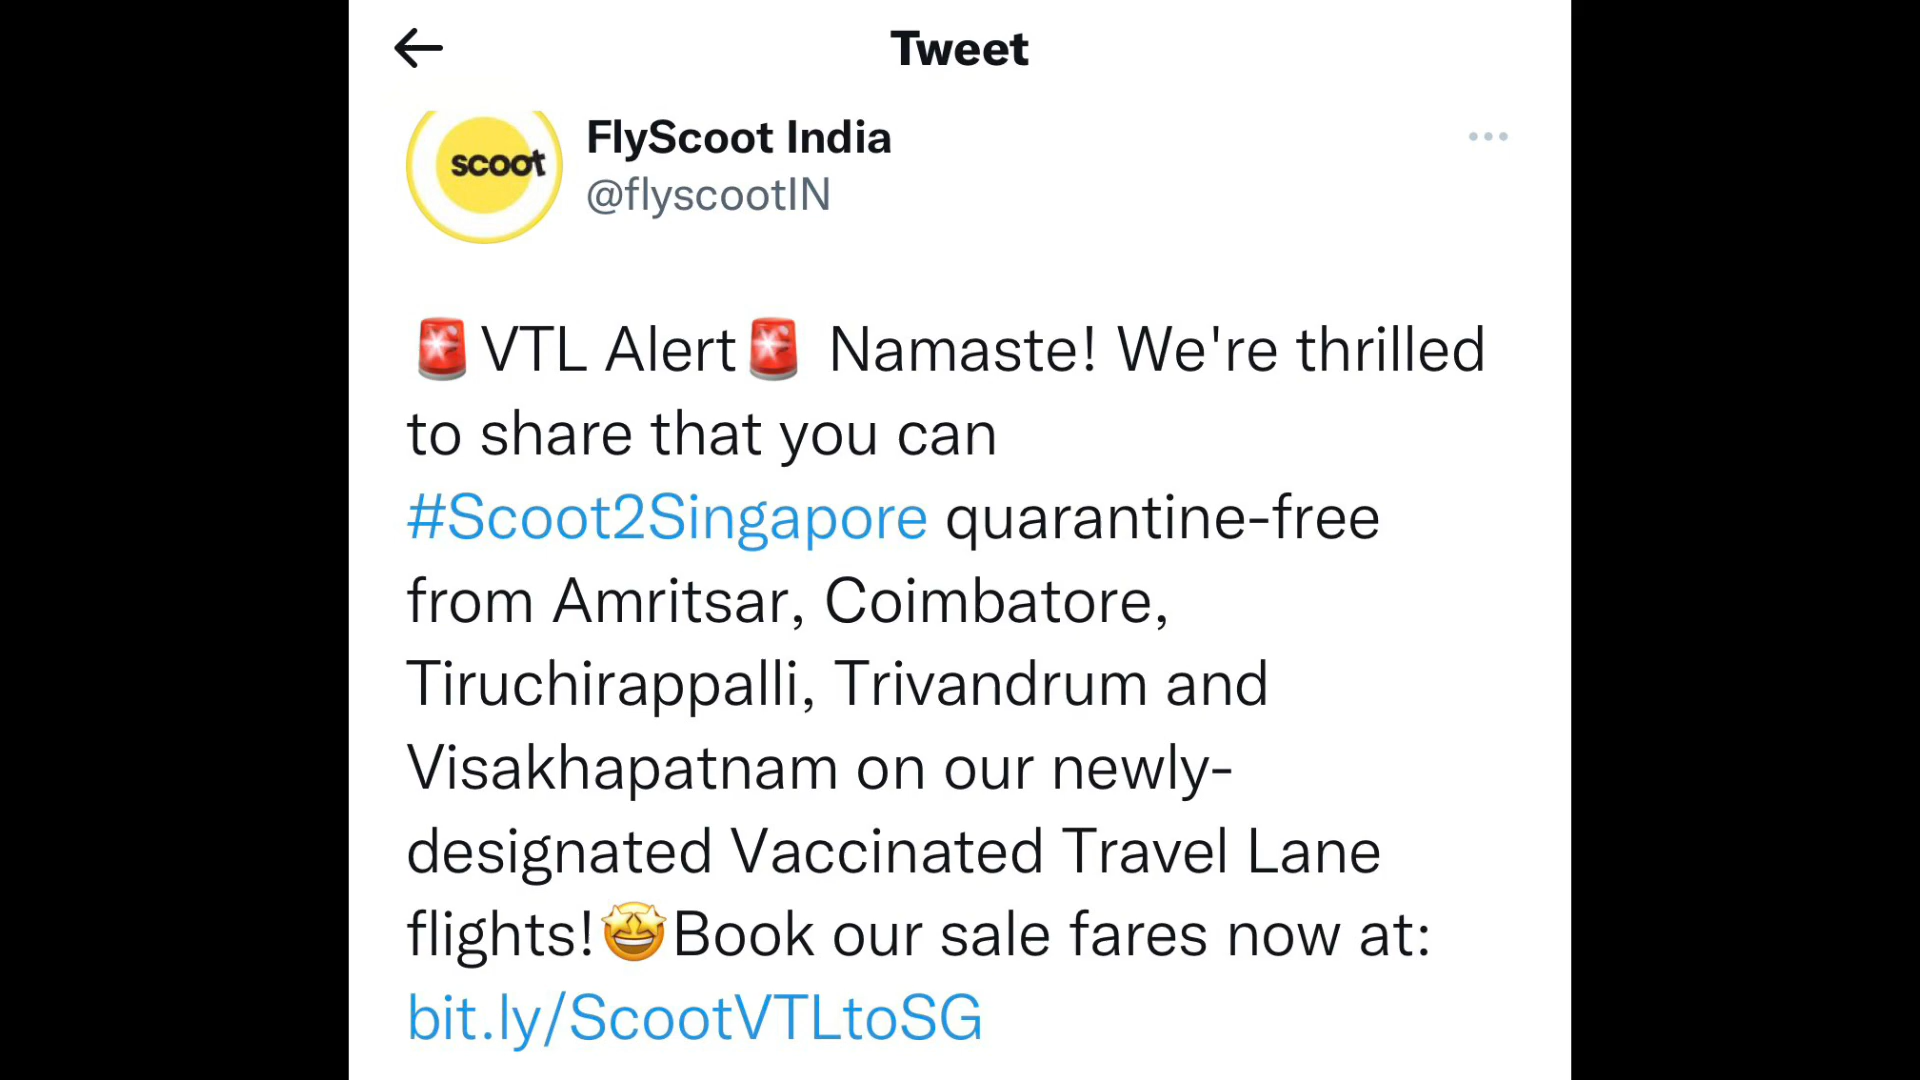 Tweet
scoot
FlyScoot India
@flyscootIN
🚨VTL Alert🚨 Namaste! We're thrilled
to share that you can
#Scoot2Singapore quarantine-free
from Amritsar, Coimbatore,
Tiruchirappalli, Trivandrum and
Visakhapatnam on our newly-
designated Vaccinated Travel Lane
flights!🤩Book our sale fares now at:
bit.ly/ScootVTLtoSG